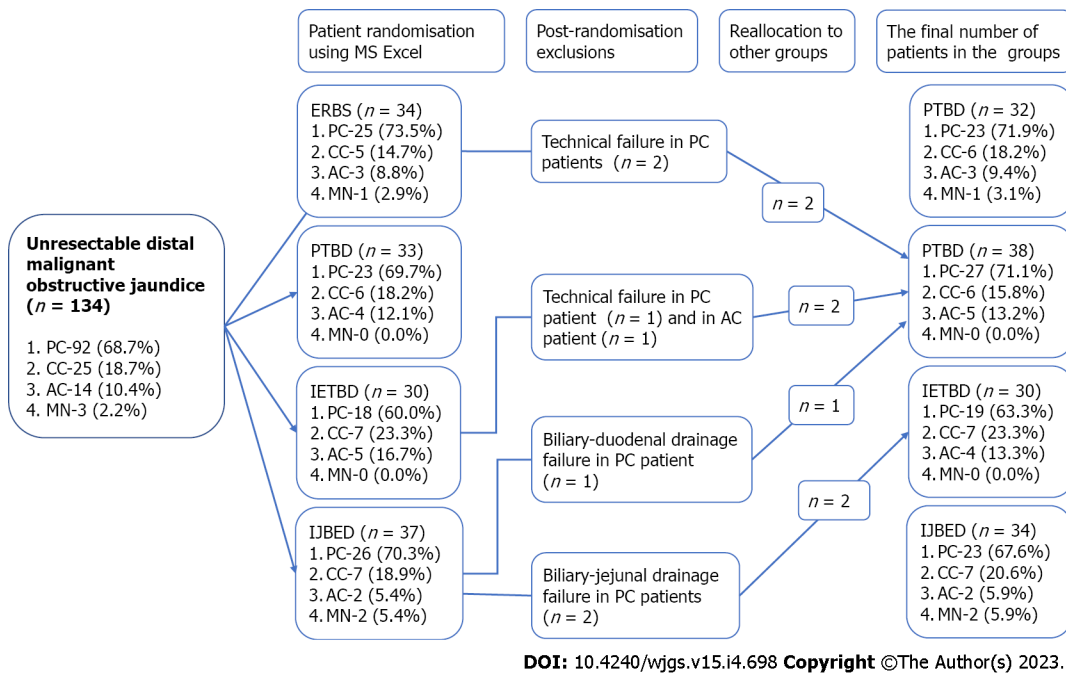 Patient randomisation
using MS Excel
Post-randomisation
exclusions
Reallocation to
other groups
The final number of
patients in the groups
Unresectable distal
malignant
obstructive jaundice
(n = 134)
1. PC-92 (68.7%)
2. CC-25 (18.7%)
3. AC-14 (10.4%)
4. MN-3 (2.2%)
ERBS (n = 34)
1. PC-25 (73.5%)
2. CC-5 (14.7%)
3. AC-3 (8.8%)
4. MN-1 (2.9%)
PTBD (n = 33)
1. PC-23 (69.7%)
2. CC-6 (18.2%)
3. AC-4 (12.1%)
4. MN-0 (0.0%)
IETBD (n = 30)
1. PC-18 (60.0%)
2. CC-7 (23.3%)
3. AC-5 (16.7%)
4. MN-0 (0.0%)
IJBED (n = 37)
1. PC-26 (70.3%)
2. CC-7 (18.9%)
3. AC-2 (5.4%)
4. MN-2 (5.4%)
Technical failure in PC
patients (n = 2)
Technical failure in PC
patient (n = 1) and in AC
patient (n = 1)
Biliary-duodenal drainage
failure in PC patient
(n = 1)
Biliary-jejunal drainage
failure in PC patients
(n = 2)
n = 2
n = 2
n = 1
n = 2
PTBD (n = 32)
1. PC-23 (71.9%)
2. CC-6 (18.2%)
3. AC-3 (9.4%)
4. MN-1 (3.1%)
PTBD (n = 38)
1. PC-27 (71.1%)
2. CC-6 (15.8%)
3. AC-5 (13.2%)
4. MN-0 (0.0%)
IETBD (n = 30)
1. PC-19 (63.3%)
2. CC-7 (23.3%)
3. AC-4 (13.3%)
4. MN-0 (0.0%)
IJBED (n = 34)
1. PC-23 (67.6%)
2. CC-7 (20.6%)
3. AC-2 (5.9%)
4. MN-2 (5.9%)
DOI: 10.4240/wjgs.v15.i4.698 Copyright ©The Author(s) 2023.